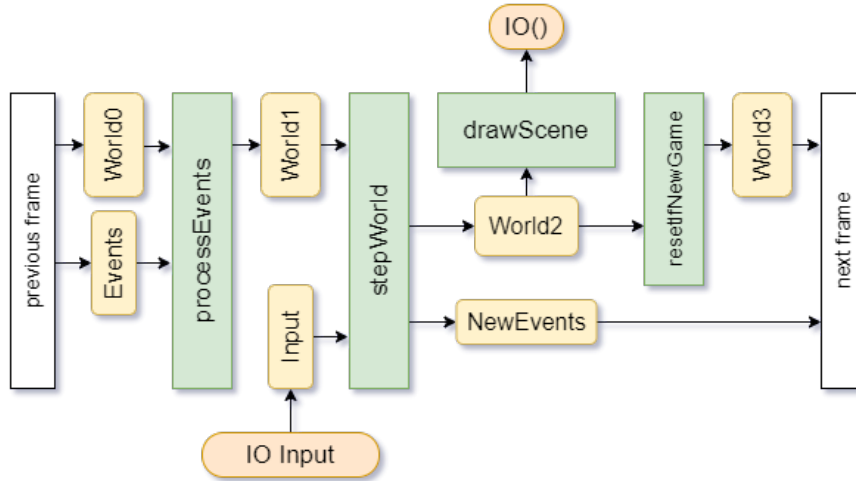 IO()
previous frame
World0
Events
processEvents
World1
Input
IO Input
stepWorld
drawScene
World2
NewEvents
resetIfNewGame
World3
next frame